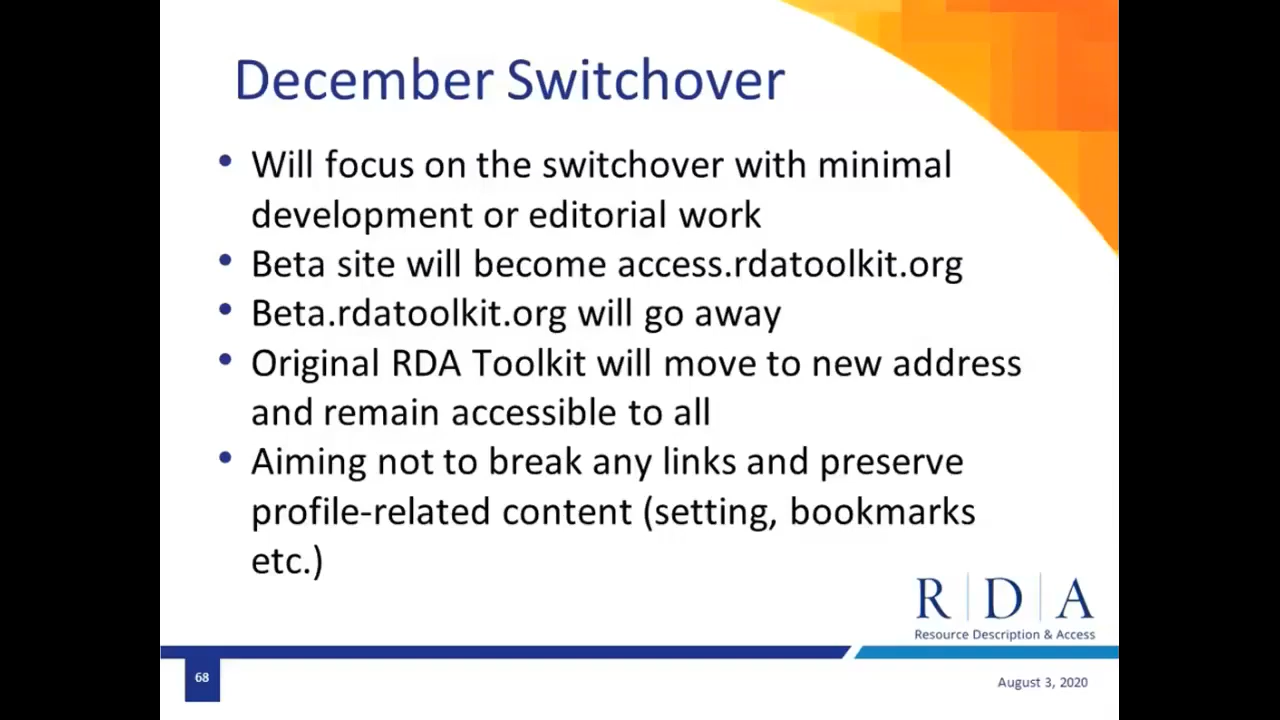 December Switchover
• Will focus on the switchover with minimal
development or editorial work
• Beta site will become access.rdatoolkit.org
• Beta.rdatoolkit.org will go away
• Original RDA Toolkit will move to new address
and remain accessible to all
• Aiming not to break any links and preserve
profile-related content (setting, bookmarks
etc.)
R|D|A
Resource Description & Access
68
August 3, 2020